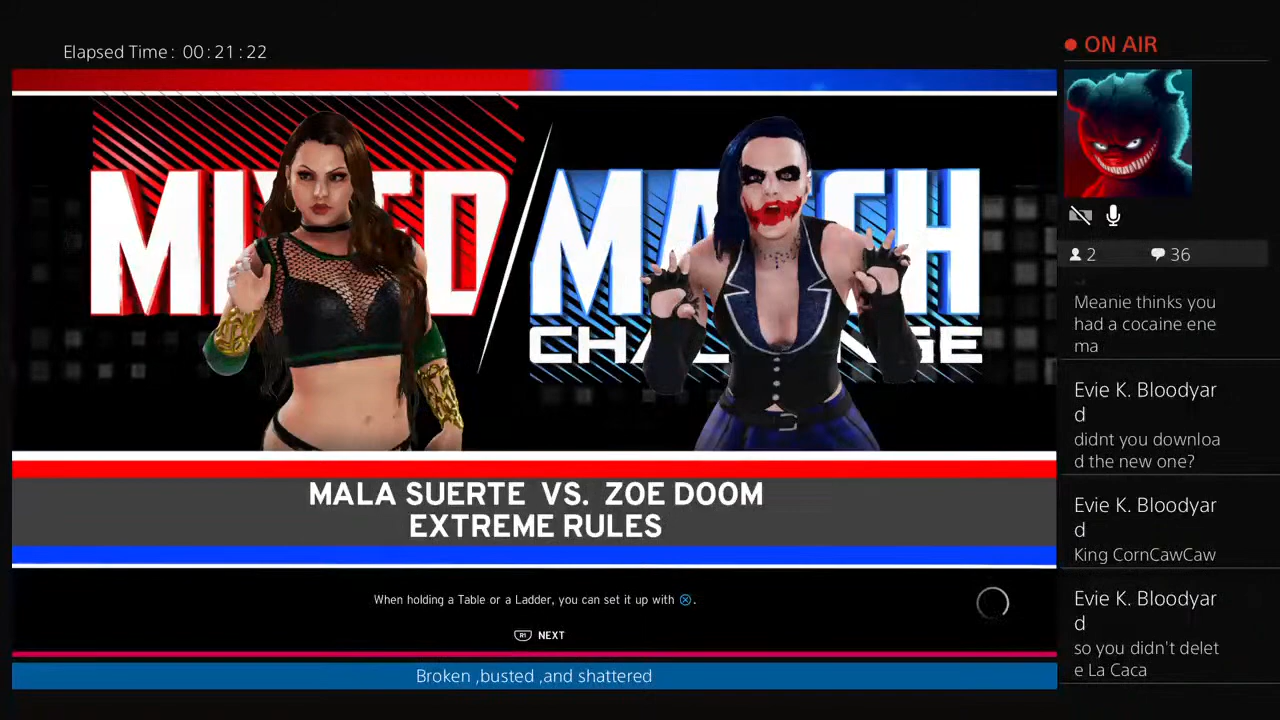 Elapsed Time: 00:21:22
ON AIR
MIXED MATCH
CHALLENGE
2
36
Meanie thinks you
had a cocaine ene
ma
Evie K. Bloodyar
d
didnt you downloa
d the new one?
Evie K. Bloodyar
d
King CornCawCaw
Evie K. Bloodyar
d
so you didn't delet
e La Caca
MALA SUERTE VS. ZOE DOOM
EXTREME RULES
When holding a Table or a Ladder, you can set it up with ⊗.
R1 NEXT
Broken ,busted ,and shattered